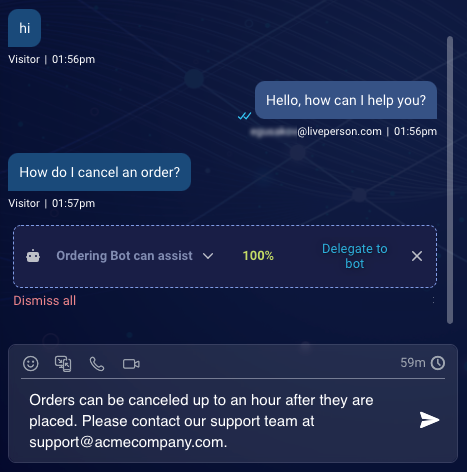 hi
Visitor | 01:56pm
Hello, how can I help you?
@liveperson.com | 01:56pm
How do I cancel an order?
Visitor | 01:57pm
Ordering Bot can assist 100% Delegate to
bot
Dismiss all
59m
Orders can be canceled up to an hour after they are
placed. Please contact our support team at
support@acmecompany.com.